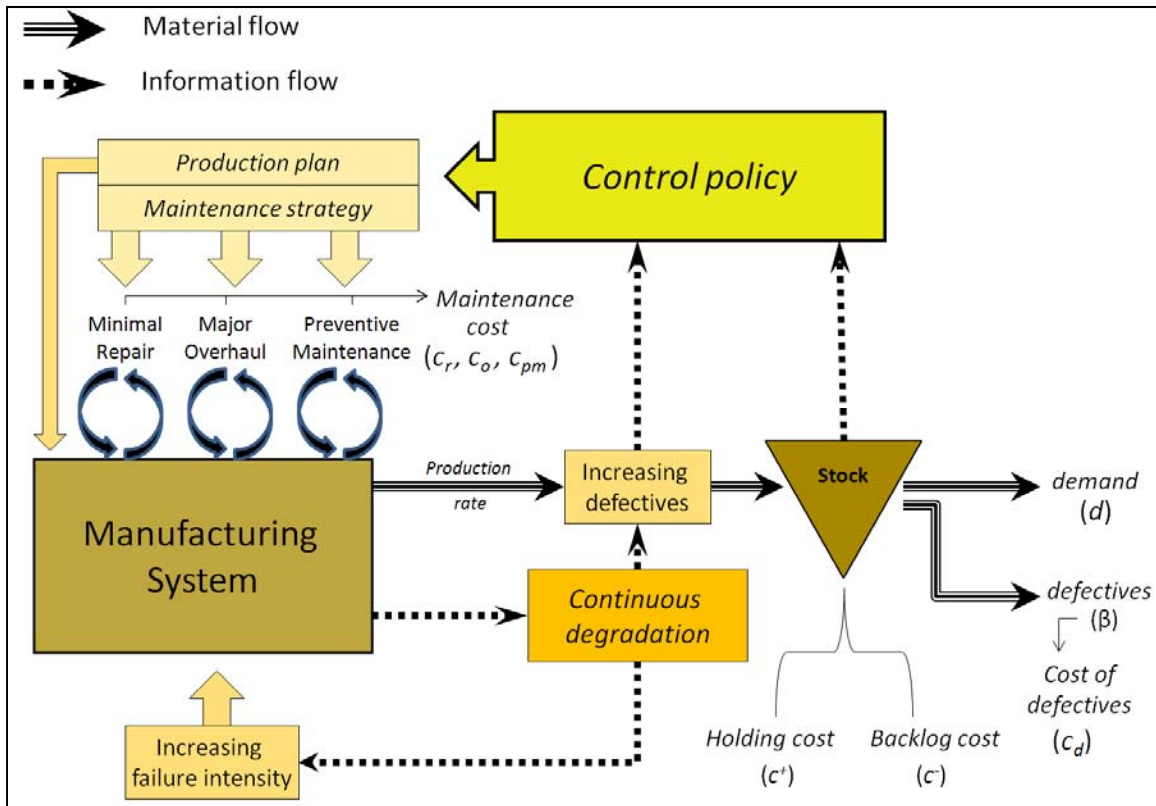 Material flow
Information flow
Production plan
Maintenance strategy
Control policy
Minimal
Repair
Major
Overhaul
Preventive
Maintenance
Maintenance
cost
(c_r, c_o, c_pm)
Manufacturing
System
Production
rate
Increasing
defectives
Stock
demand
(d)
Continuous
degradation
defectives
(β)
Cost of
defectives
(c_d)
Increasing
failure intensity
Holding cost
(c⁺)
Backlog cost
(c⁻)